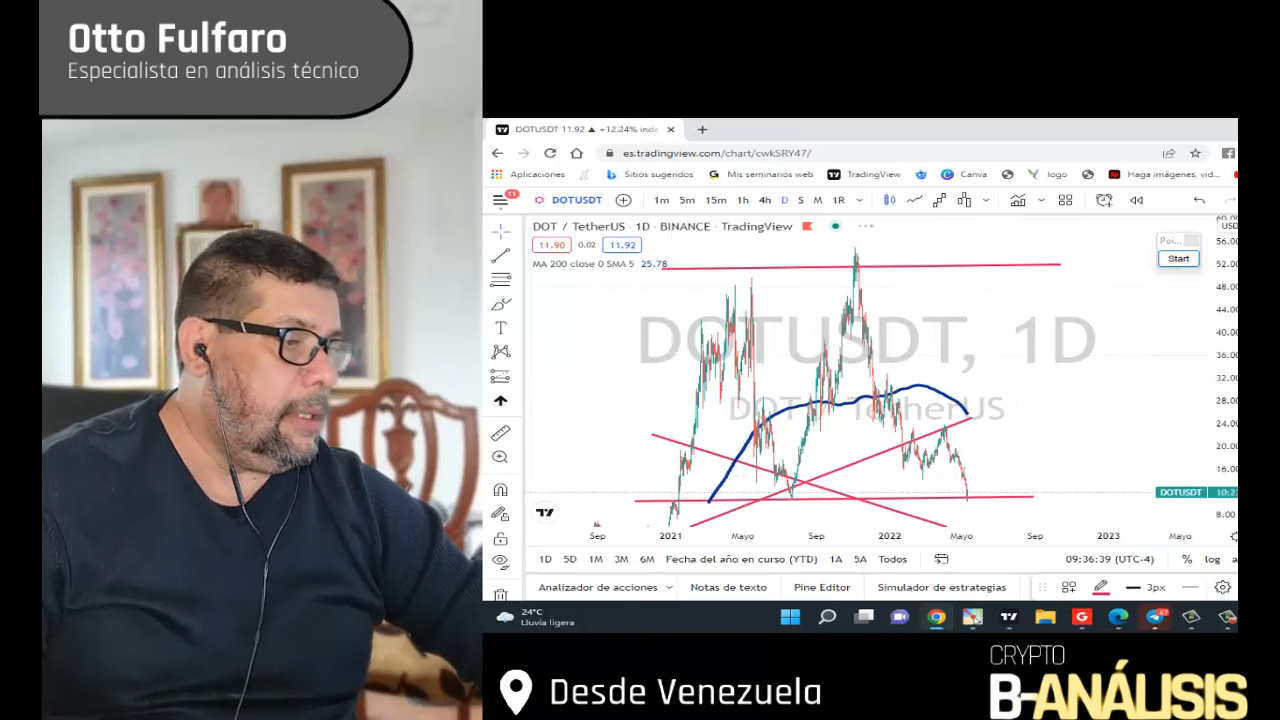 Otto Fulfaro
Especialista en análisis técnico
DOTUSDT 11.92 ▲ +12.24% inde
es.tradingview.com/chart/cwkSRY47/
Aplicaciones Sitios sugeridos Mis seminarios web TradingView Canva logo Haga imágenes, vid...
11
DOTUSDT 1m 5m 15m 1h 4h D S M 1R
DOT / TetherUS · 1D · BINANCE · TradingView
11.90 0.02 11.92
MA 200 close 0 SMA 5 25.78
Poi...
Start
USD
60.00
56.00
52.00
48.00
44.00
40.00
36.00
32.00
28.00
24.00
20.00
16.00
DOTUSDT 10:23
8.00
DOTUSDT, 1D
DOT / TetherUS
Sep 2021 Mayo Sep 2022 Mayo Sep 2023 Mayo
1D 5D 1M 3M 6M Fecha del año en curso (YTD) 1A 5A Todos 09:36:39 (UTC-4) % log a
Analizador de acciones Notas de texto Pine Editor Simulador de estrategias 3px
24°C
Lluvia ligera
Desde Venezuela
CRYPTO
B-ANÁLISIS